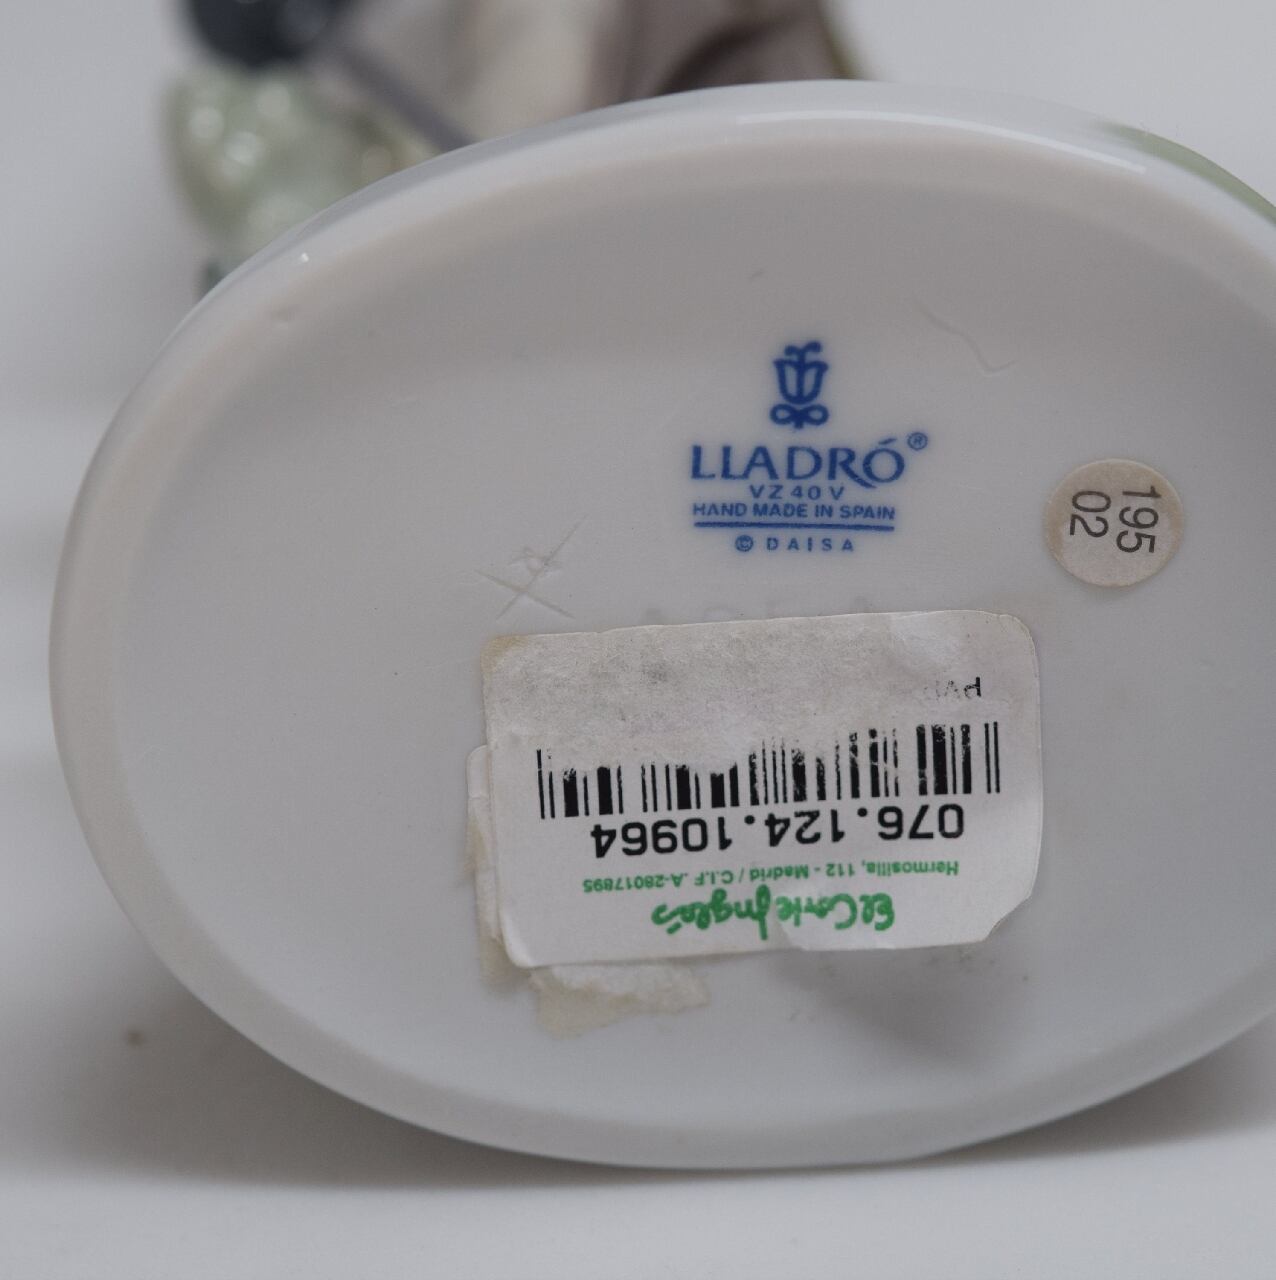 LLADRÓ®
VZ 40 V
HAND MADE IN SPAIN
© DAISA
195
02
El Corte Inglés
Hermosilla, 112 - Madrid / C.I.F. A-28017895
076.124.10964